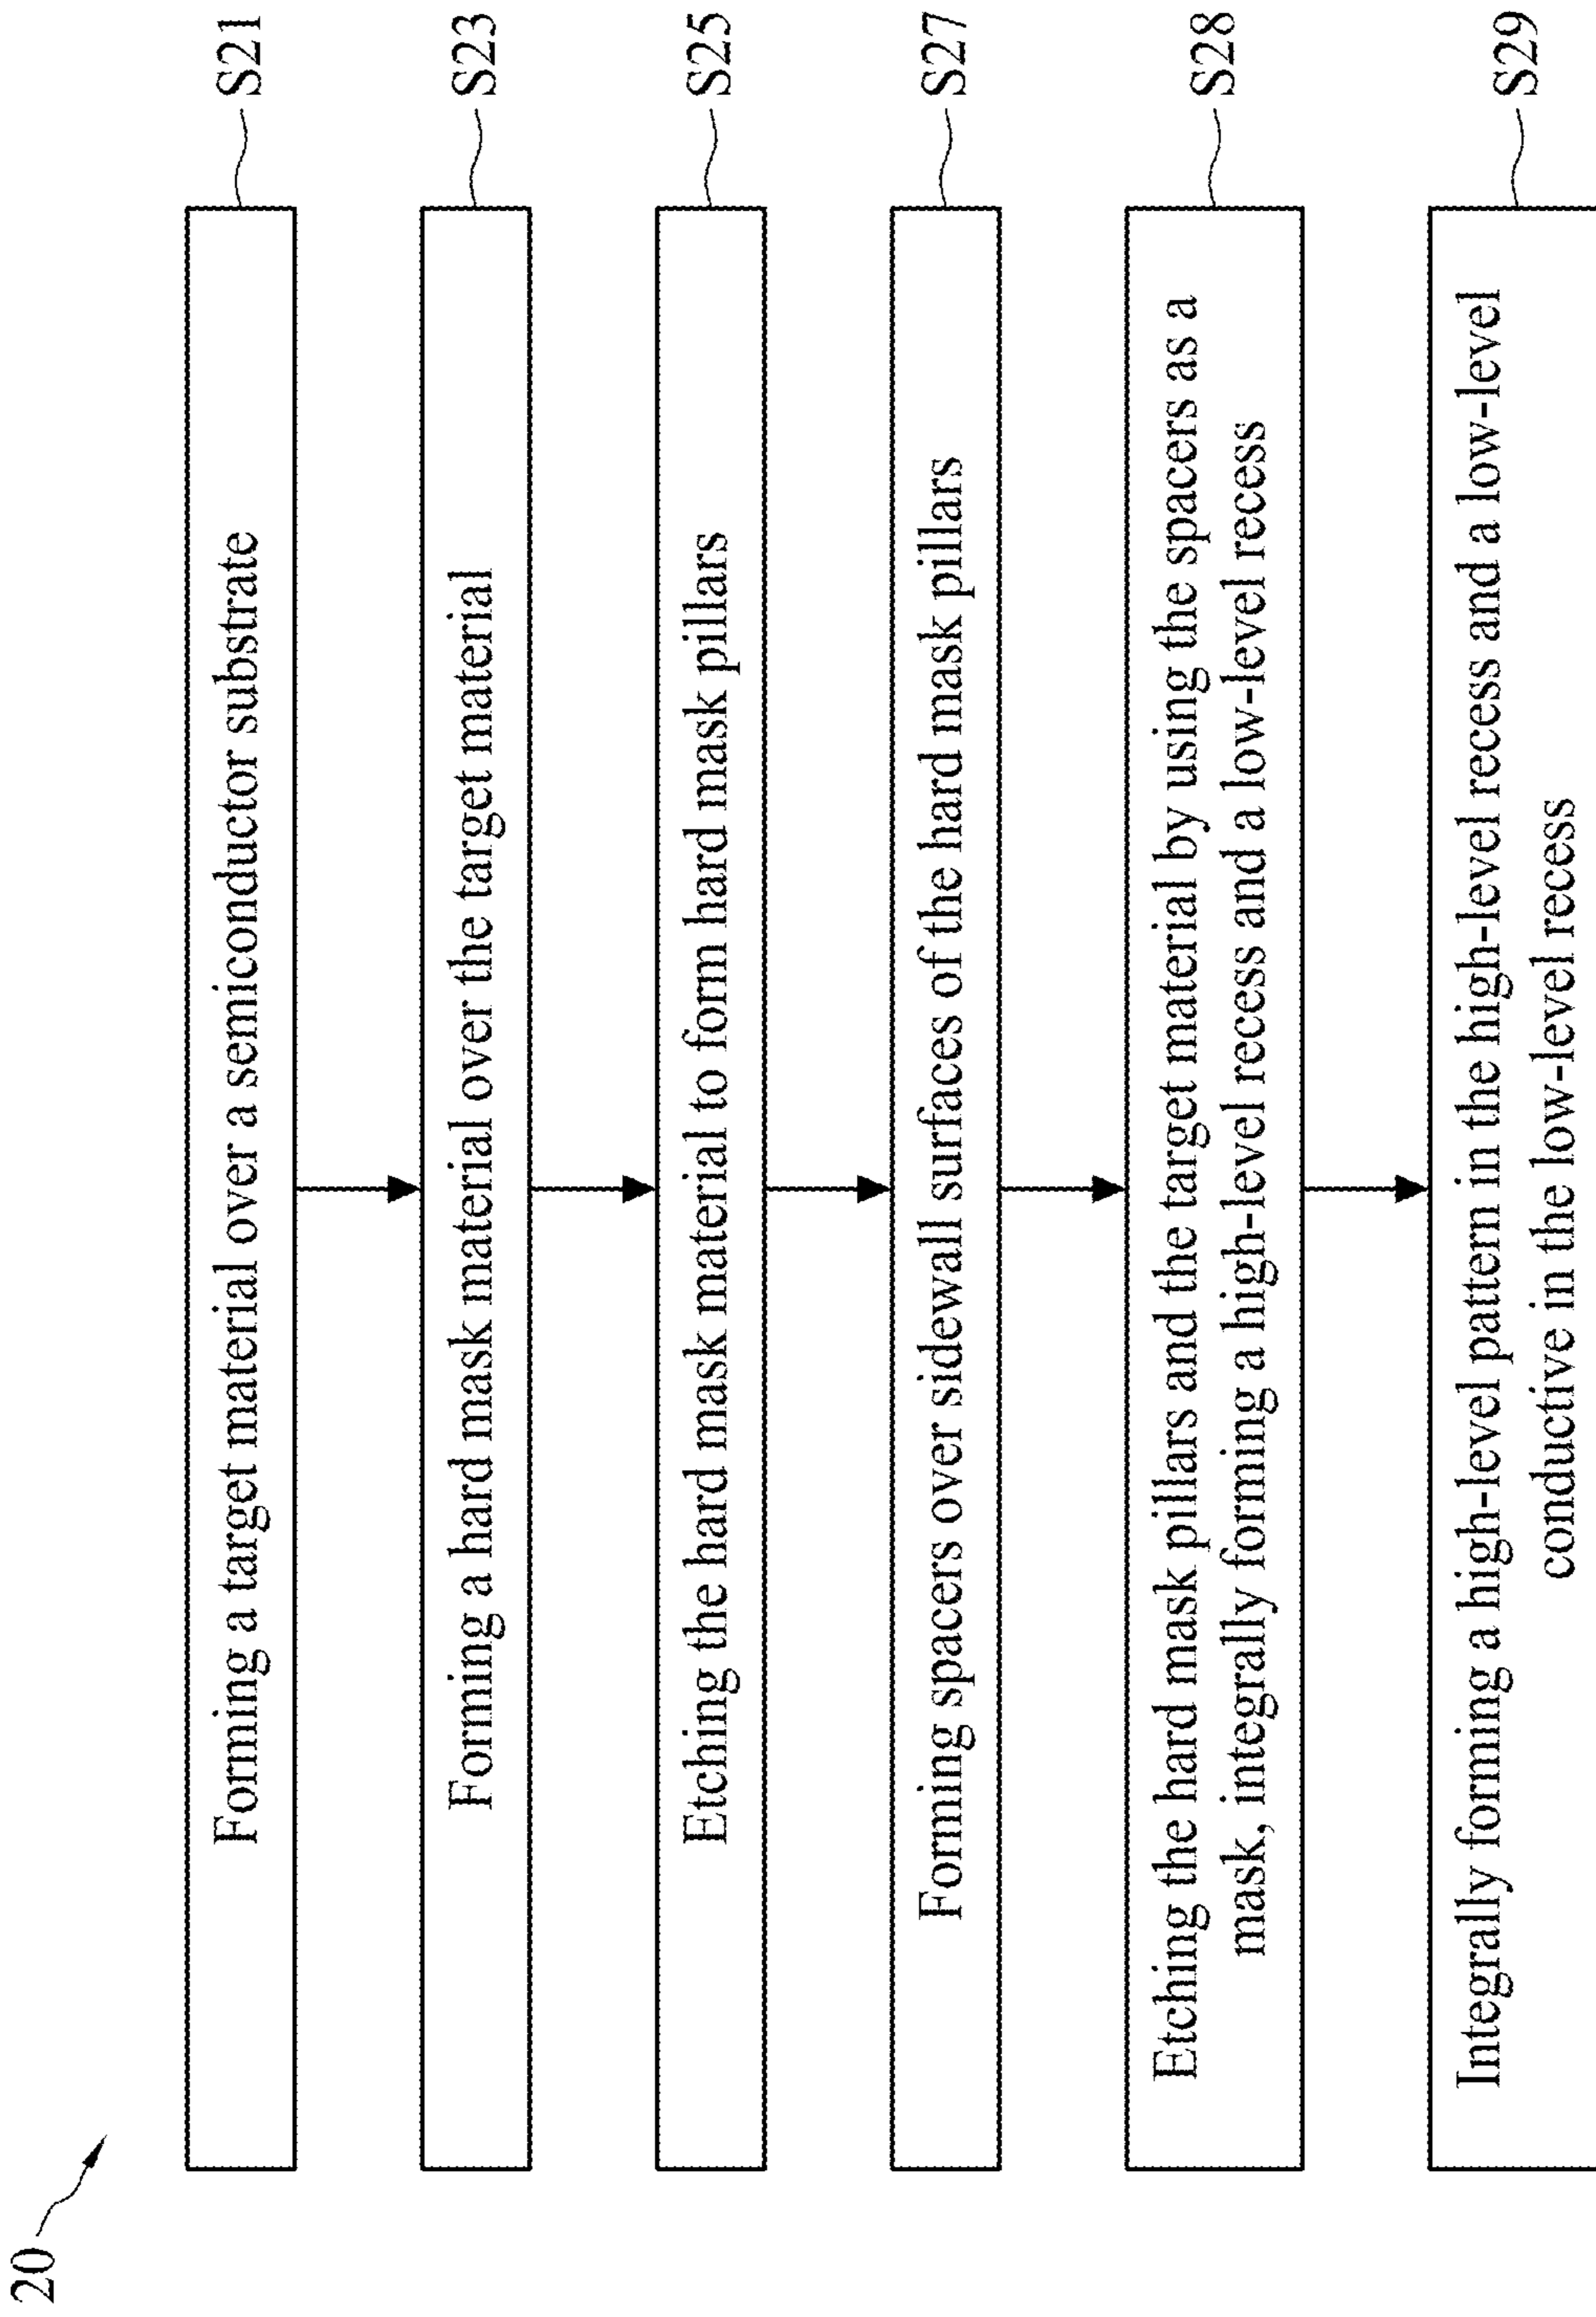 20
Forming a target material over a semiconductor substrate
S21
Forming a hard mask material over the target material
S23
Etching the hard mask material to form hard mask pillars
S25
Forming spacers over sidewall surfaces of the hard mask pillars
S27
Etching the hard mask pillars and the target material by using the spacers as a
mask, integrally forming a high-level recess and a low-level recess
S28
Integrally forming a high-level pattern in the high-level recess and a low-level
conductive in the low-level recess
S29